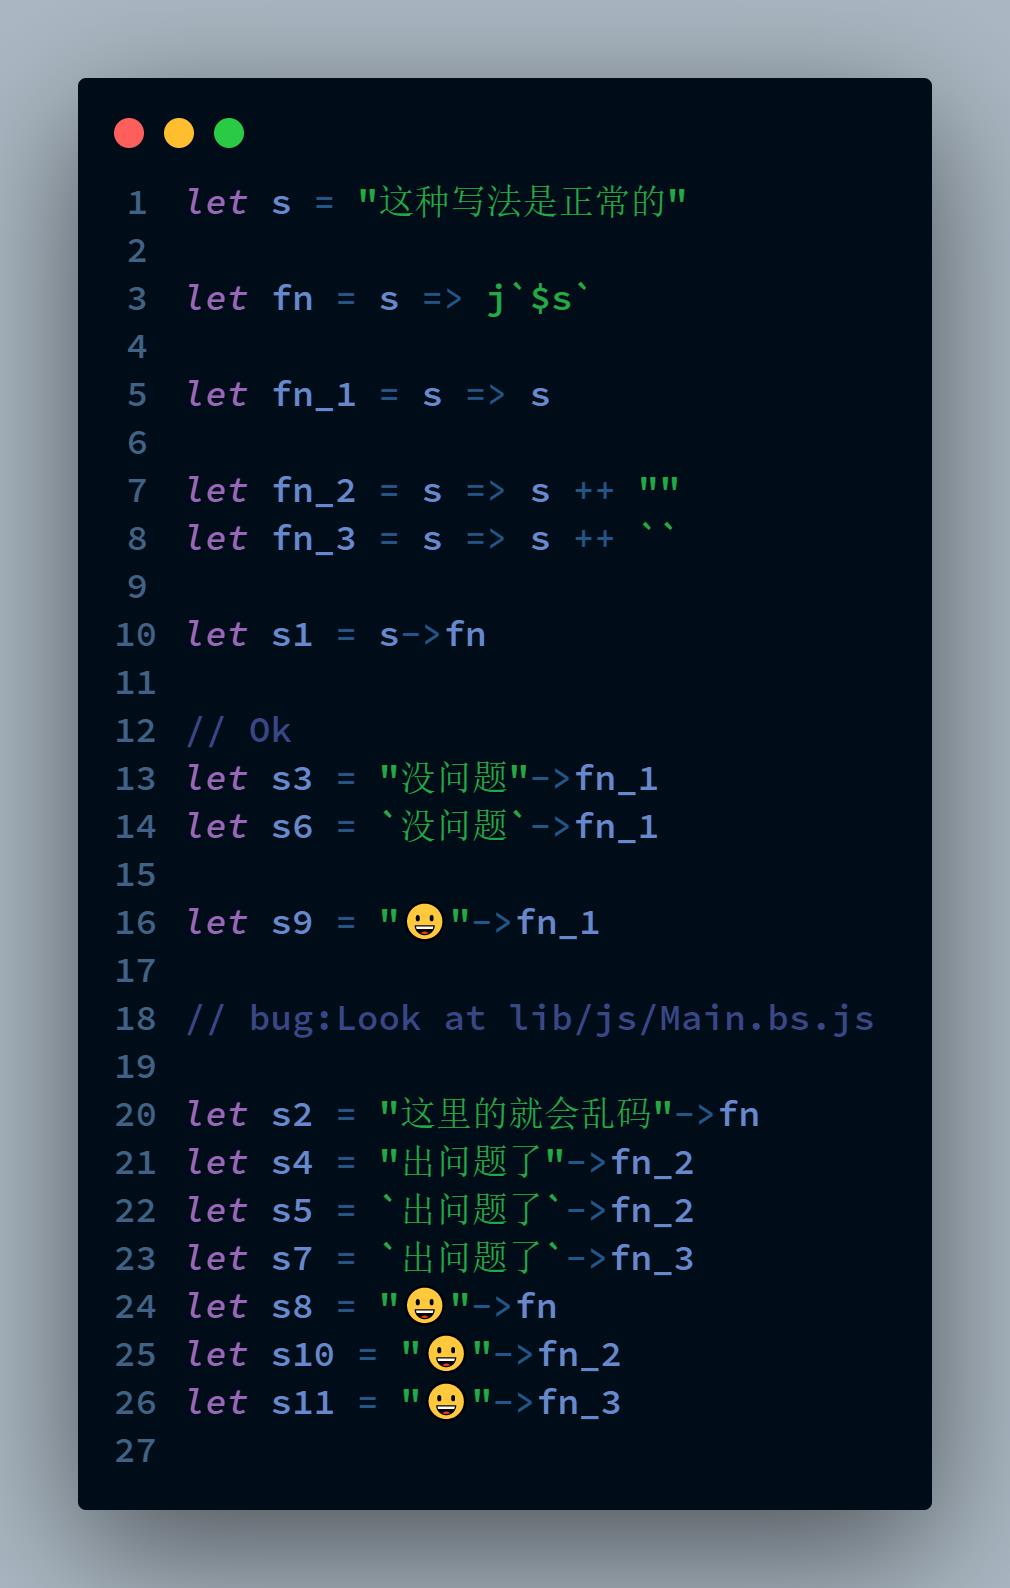 1 let s = "这种写法是正常的"
2
3 let fn = s => j`$s`
4
5 let fn_1 = s => s
6
7 let fn_2 = s => s ++ ""
8 let fn_3 = s => s ++ ``
9
10 let s1 = s->fn
11
12 // Ok
13 let s3 = "没问题"->fn_1
14 let s6 = `没问题`->fn_1
15
16 let s9 = "😀"->fn_1
17
18 // bug:Look at lib/js/Main.bs.js
19
20 let s2 = "这里的就会乱码"->fn
21 let s4 = "出问题了"->fn_2
22 let s5 = `出问题了`->fn_2
23 let s7 = `出问题了`->fn_3
24 let s8 = "😀"->fn
25 let s10 = "😀"->fn_2
26 let s11 = "😀"->fn_3
27